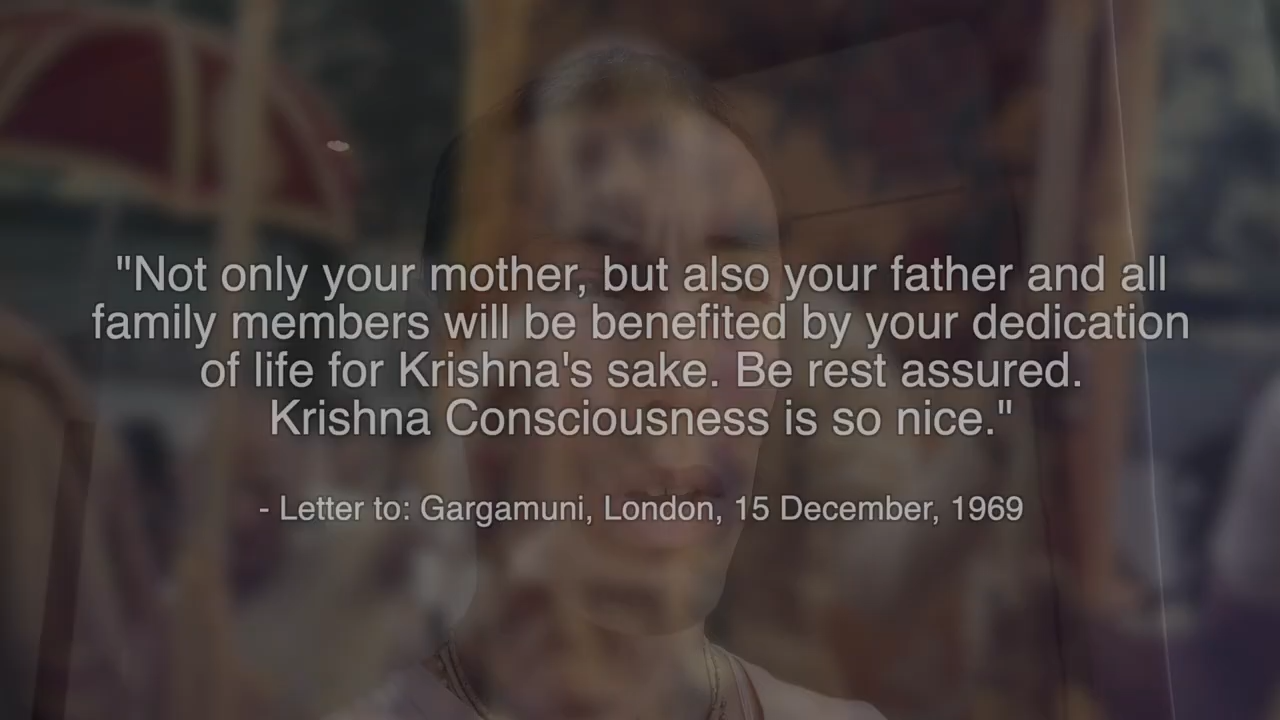 "Not only your mother, but also your father and all
family members will be benefited by your dedication
of life for Krishna's sake. Be rest assured.
Krishna Consciousness is so nice."
- Letter to: Gargamuni, London, 15 December, 1969